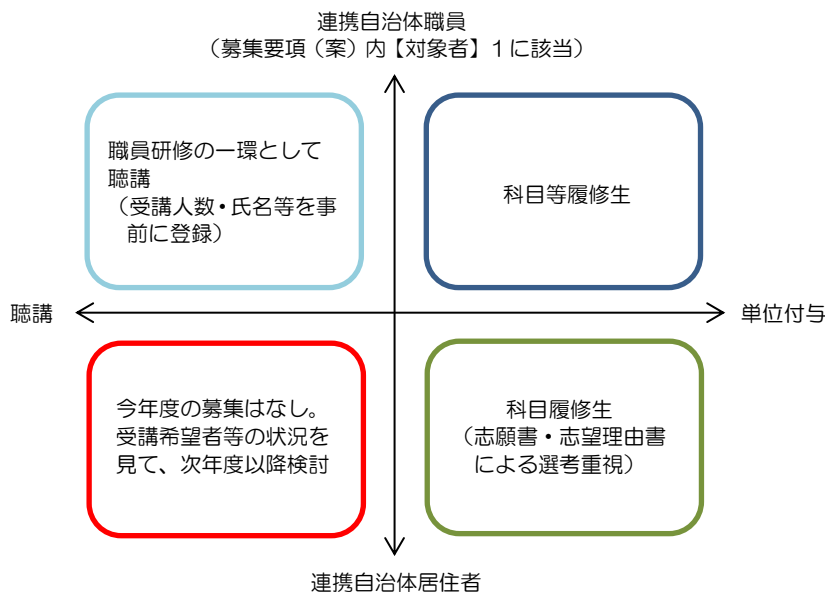 連携自治体職員
（募集要項（案）内【対象者】１に該当）
職員研修の一環として
聴講
（受講人数・氏名等を事
前に登録）
科目等履修生
聴講
単位付与
今年度の募集はなし。
受講希望者等の状況を
見て、次年度以降検討
科目履修生
（志願書・志望理由書
による選考重視）
連携自治体居住者